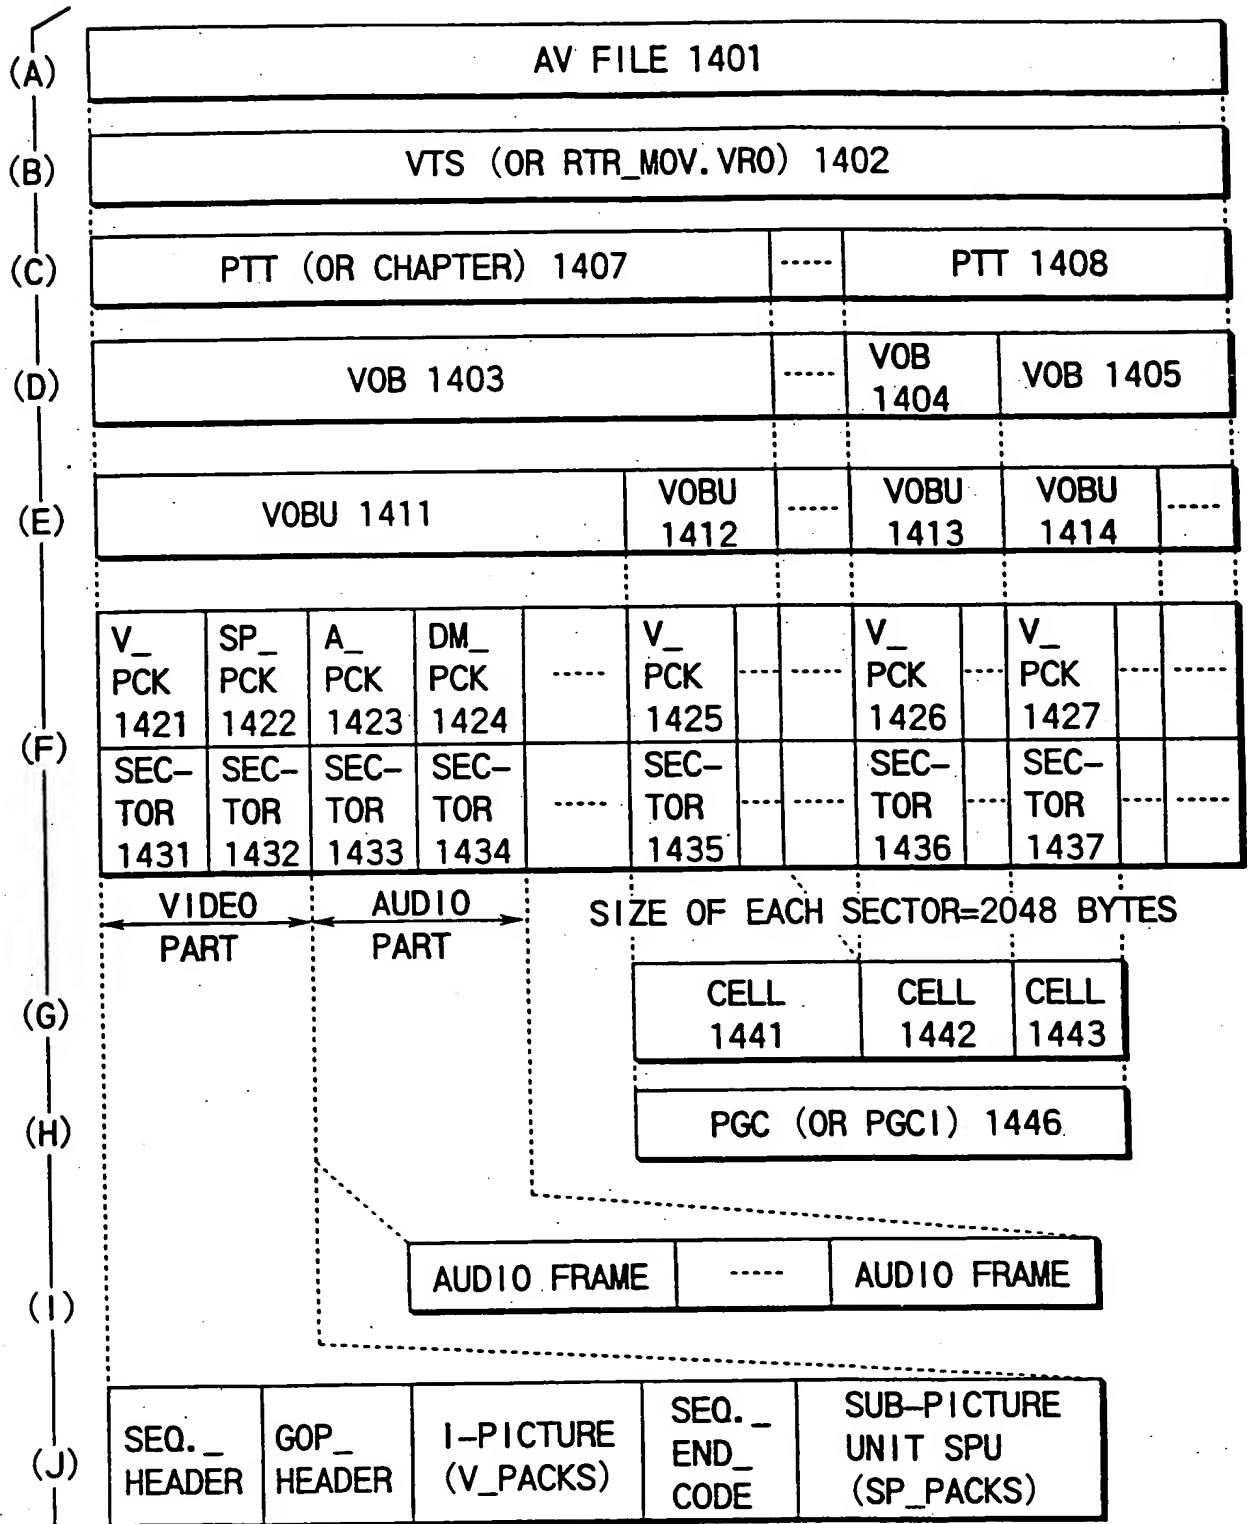 (A)
AV FILE 1401
(B)
VTS (OR RTR_MOV.VRO) 1402
(C)
PTT (OR CHAPTER) 1407
-----
PTT 1408
(D)
VOB 1403
-----
VOB
1404
VOB 1405
(E)
VOBU 1411
VOBU
1412
-----
VOBU
1413
VOBU
1414
-----
(F)
V_
PCK
1421
SP_
PCK
1422
A_
PCK
1423
DM_
PCK
1424
-----
V_
PCK
1425
----
-----
V_
PCK
1426
----
V_
PCK
1427
----
-----
SEC-
TOR
1431
SEC-
TOR
1432
SEC-
TOR
1433
SEC-
TOR
1434
-----
SEC-
TOR
1435
----
-----
SEC-
TOR
1436
----
SEC-
TOR
1437
----
-----
VIDEO
PART
AUDIO
PART
SIZE OF EACH SECTOR=2048 BYTES
(G)
CELL
1441
CELL
1442
CELL
1443
(H)
PGC (OR PGCI) 1446
(I)
AUDIO FRAME
-----
AUDIO FRAME
(J)
SEQ._
HEADER
GOP_
HEADER
I-PICTURE
(V_PACKS)
SEQ._
END_
CODE
SUB-PICTURE
UNIT SPU
(SP_PACKS)